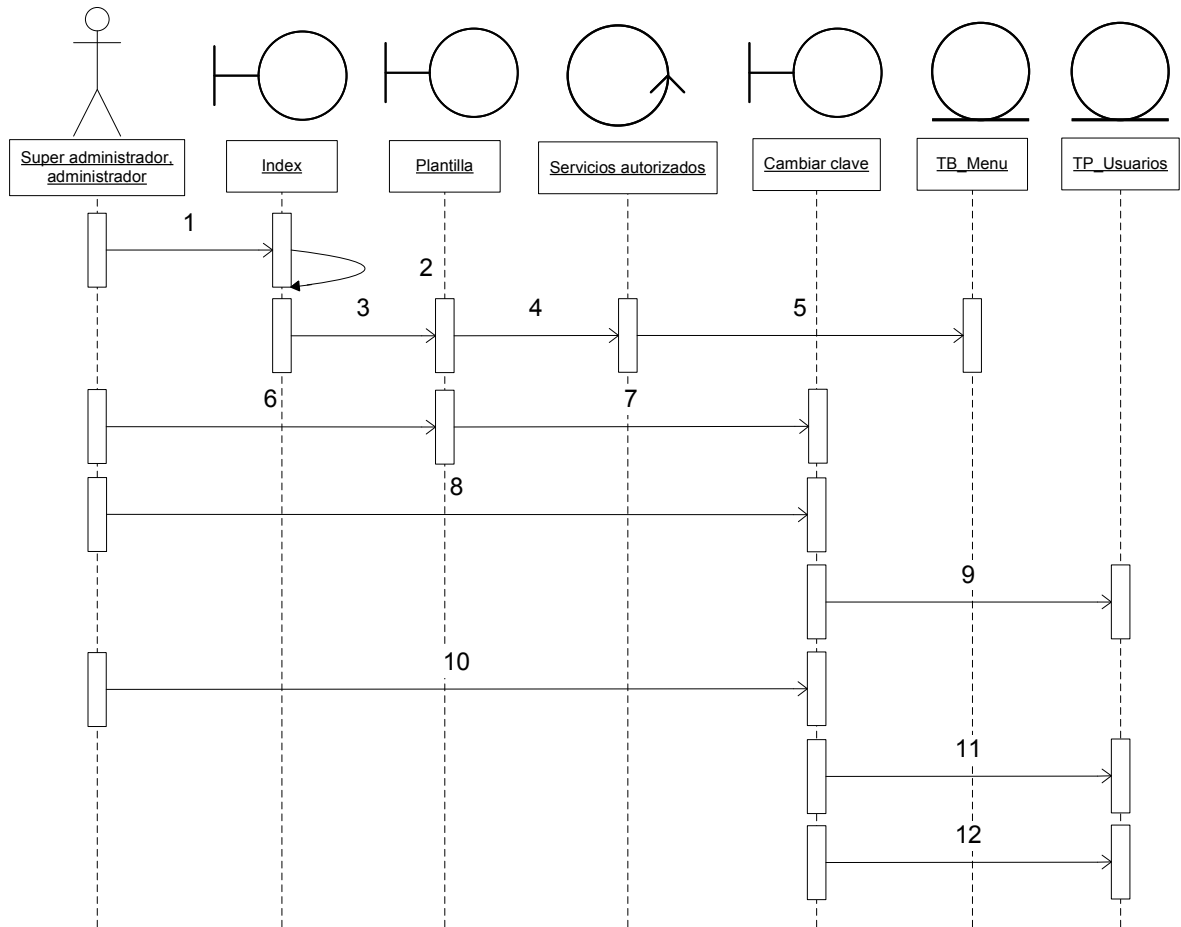 Super administrador,
administrador
Index
Plantilla
Servicios autorizados
Cambiar clave
TB_Menu
TP_Usuarios
1
2
3
4
5
6
7
8
9
10
11
12